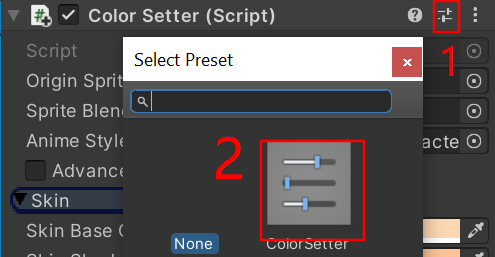 Color Setter (Script)
1
Script
Select Preset
Origin Sprit
Sprite Blen
Anime Style
acte
2
Advance
Skin
Skin Base C
None
ColorSetter